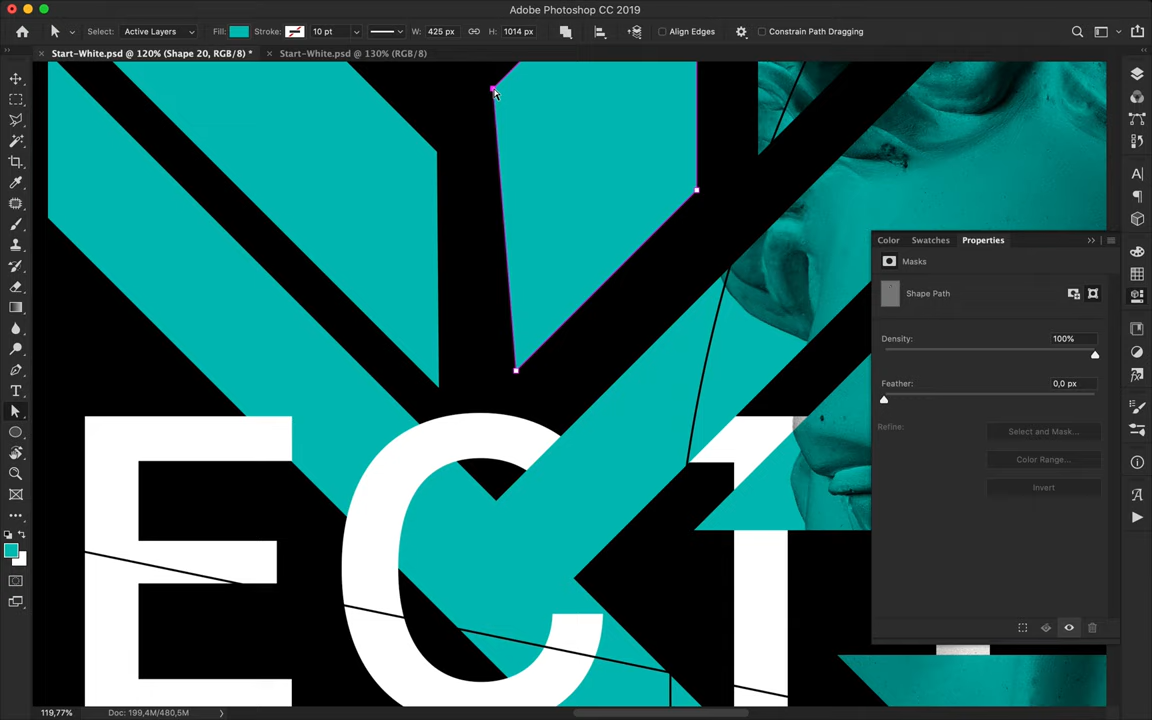 Adobe Photoshop CC 2019
Select:
Active Layers
Fill:
Stroke:
10 pt
W: 425 px
H: 1014 px
Align Edges
Constrain Path Dragging
Start-White.psd @ 120% (Shape 20, RGB/8) *
Start-White.psd @ 130% (RGB/8)
Color
Swatches
Properties
Masks
Shape Path
Density:
100%
Feather:
0,0 px
Refine:
Select and Mask...
Color Range...
Invert
EC
119,77%
Doc: 199,4M/480,5M